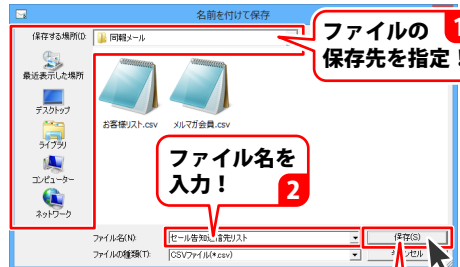 名前を付けて保存
保存する場所(I):
同報メール
ファイルの
保存先を指定!
1
最近表示した場所
デスクトップ
ライブラリ
コンピューター
ネットワーク
お客様リスト.csv
メルマガ会員.csv
ファイル名を
入力!
2
ファイル名(N):
セール告知送信先リスト
保存(S)
ファイルの種類(T):
CSVファイル(*.csv)